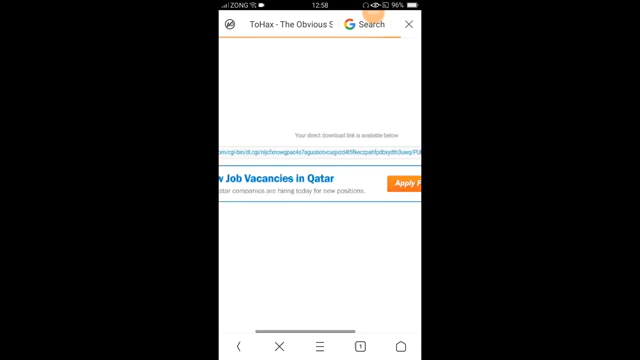 ZONG 12:58 96%
ToHax - The Obvious S Search
Your direct download link is available below
w Job Vacancies in Qatar
atar companies are hiring today for new positions.
Apply F
1